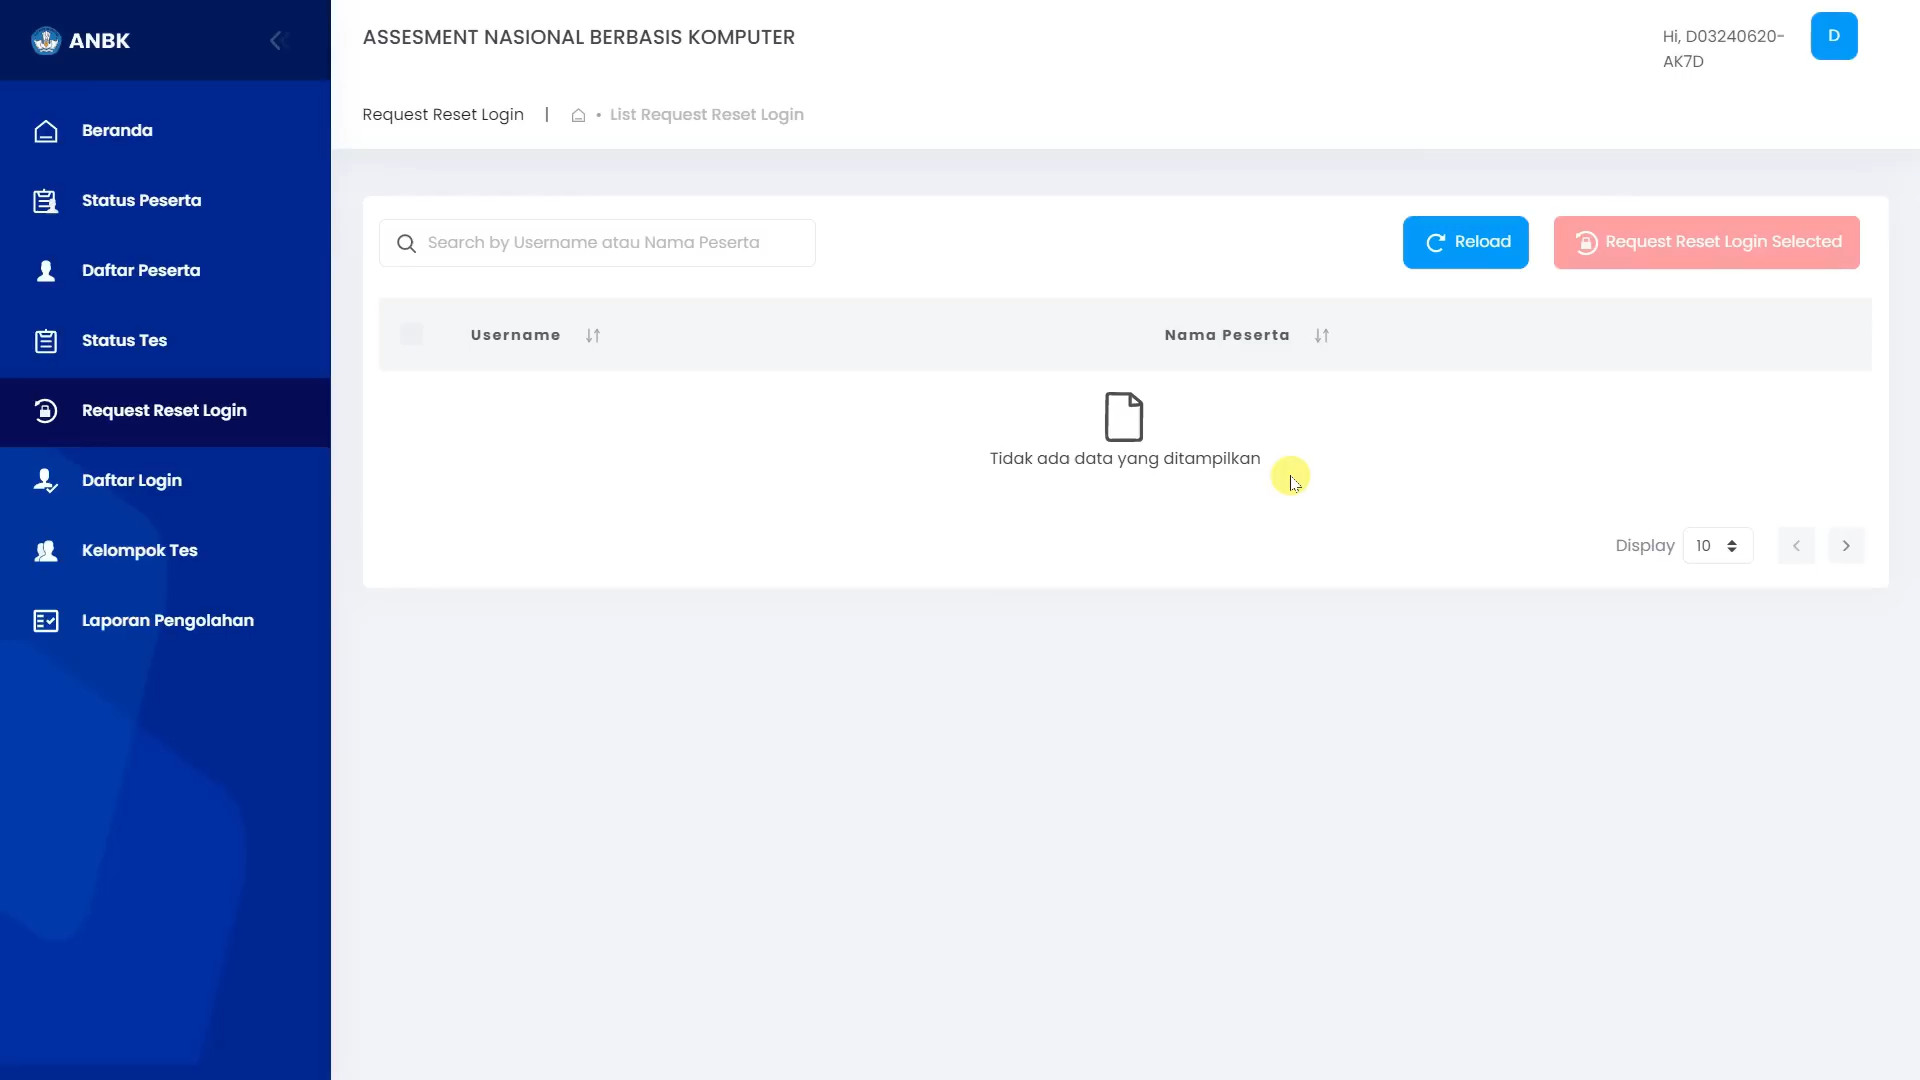 ANBK
Beranda
Status Peserta
Daftar Peserta
Status Tes
Request Reset Login
Daftar Login
Kelompok Tes
Laporan Pengolahan
ASSESMENT NASIONAL BERBASIS KOMPUTER
Hi, D03240620-
AK7D
D
Request Reset Login | • List Request Reset Login
Search by Username atau Nama Peserta
Reload
Request Reset Login Selected
Username
Nama Peserta
Tidak ada data yang ditampilkan
Display 10